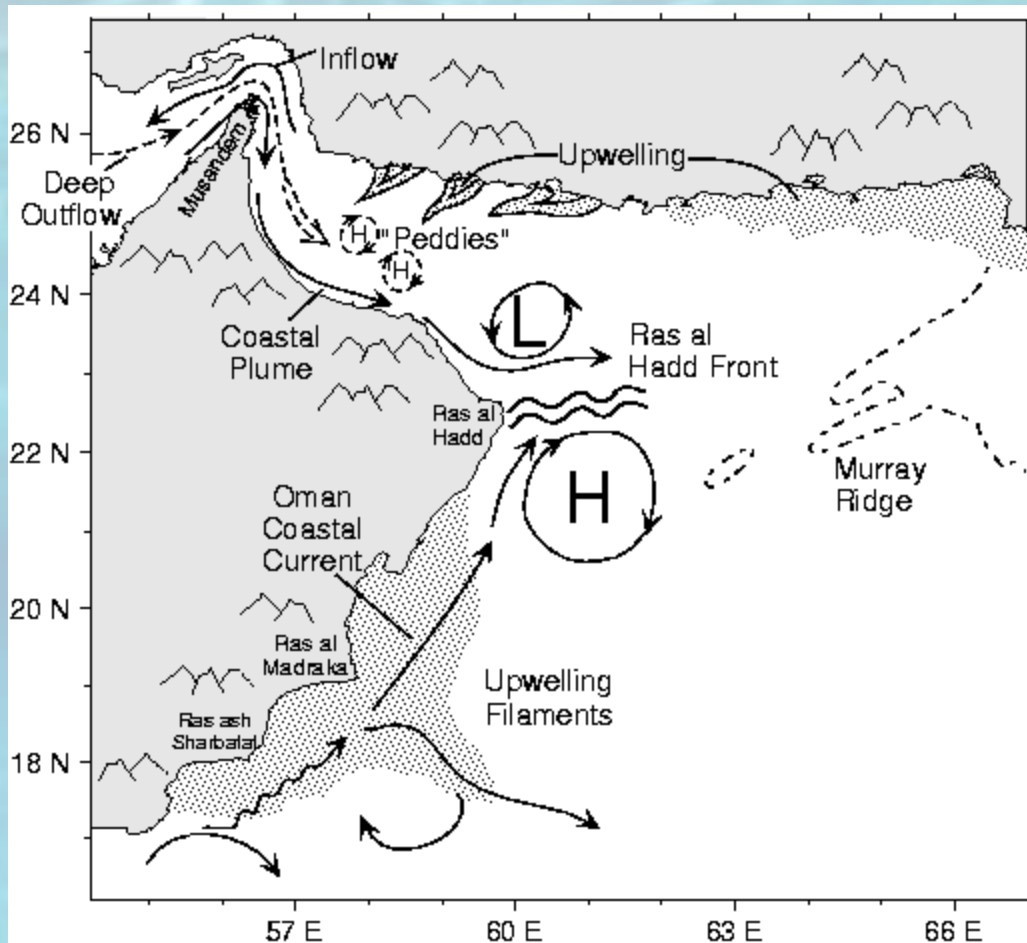 Inflow
26 N
Upwelling
Deep
Outflow
Musandem
H
"Peddies"
H
24 N
Coastal
Plume
L
Ras al
Hadd Front
Ras al
Hadd
22 N
H
Murray
Ridge
Oman
Coastal
Current
20 N
Ras al
Madraka
Upwelling
Filaments
Ras ash
Sharbatat
18 N
57 E
60 E
63 E
66 E